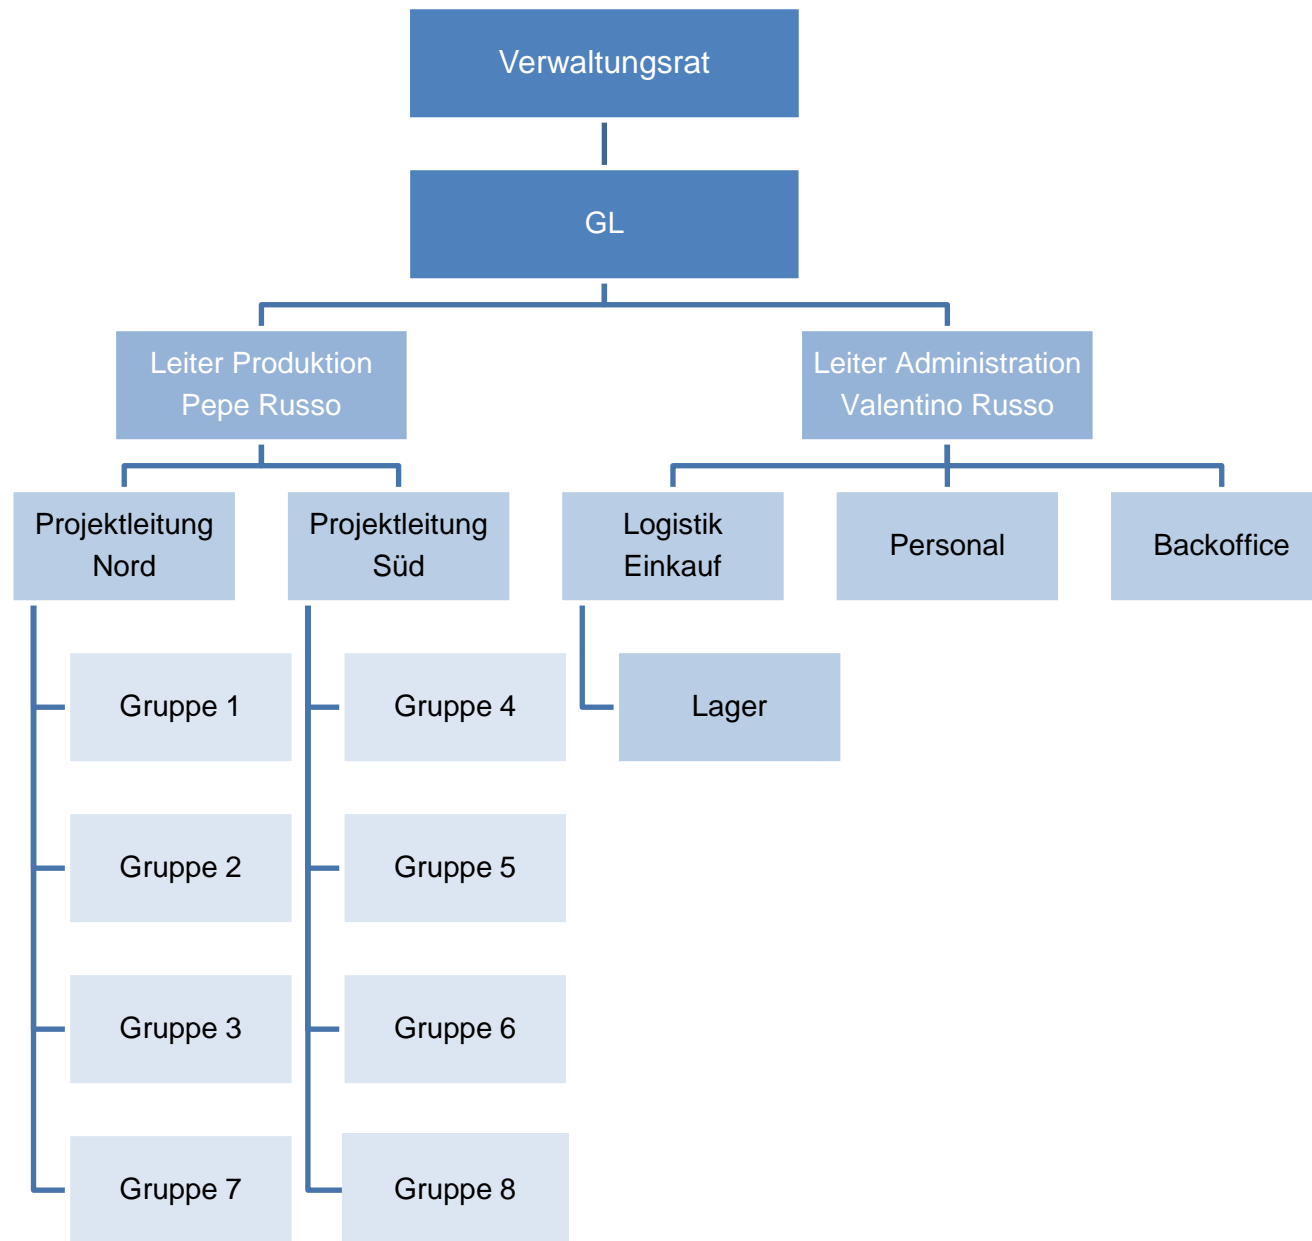 Verwaltungsrat
GL
Leiter Produktion
Pepe Russo
Leiter Administration
Valentino Russo
Projektleitung
Nord
Projektleitung
Süd
Logistik
Einkauf
Personal
Backoffice
Gruppe 1
Gruppe 4
Lager
Gruppe 2
Gruppe 5
Gruppe 3
Gruppe 6
Gruppe 7
Gruppe 8